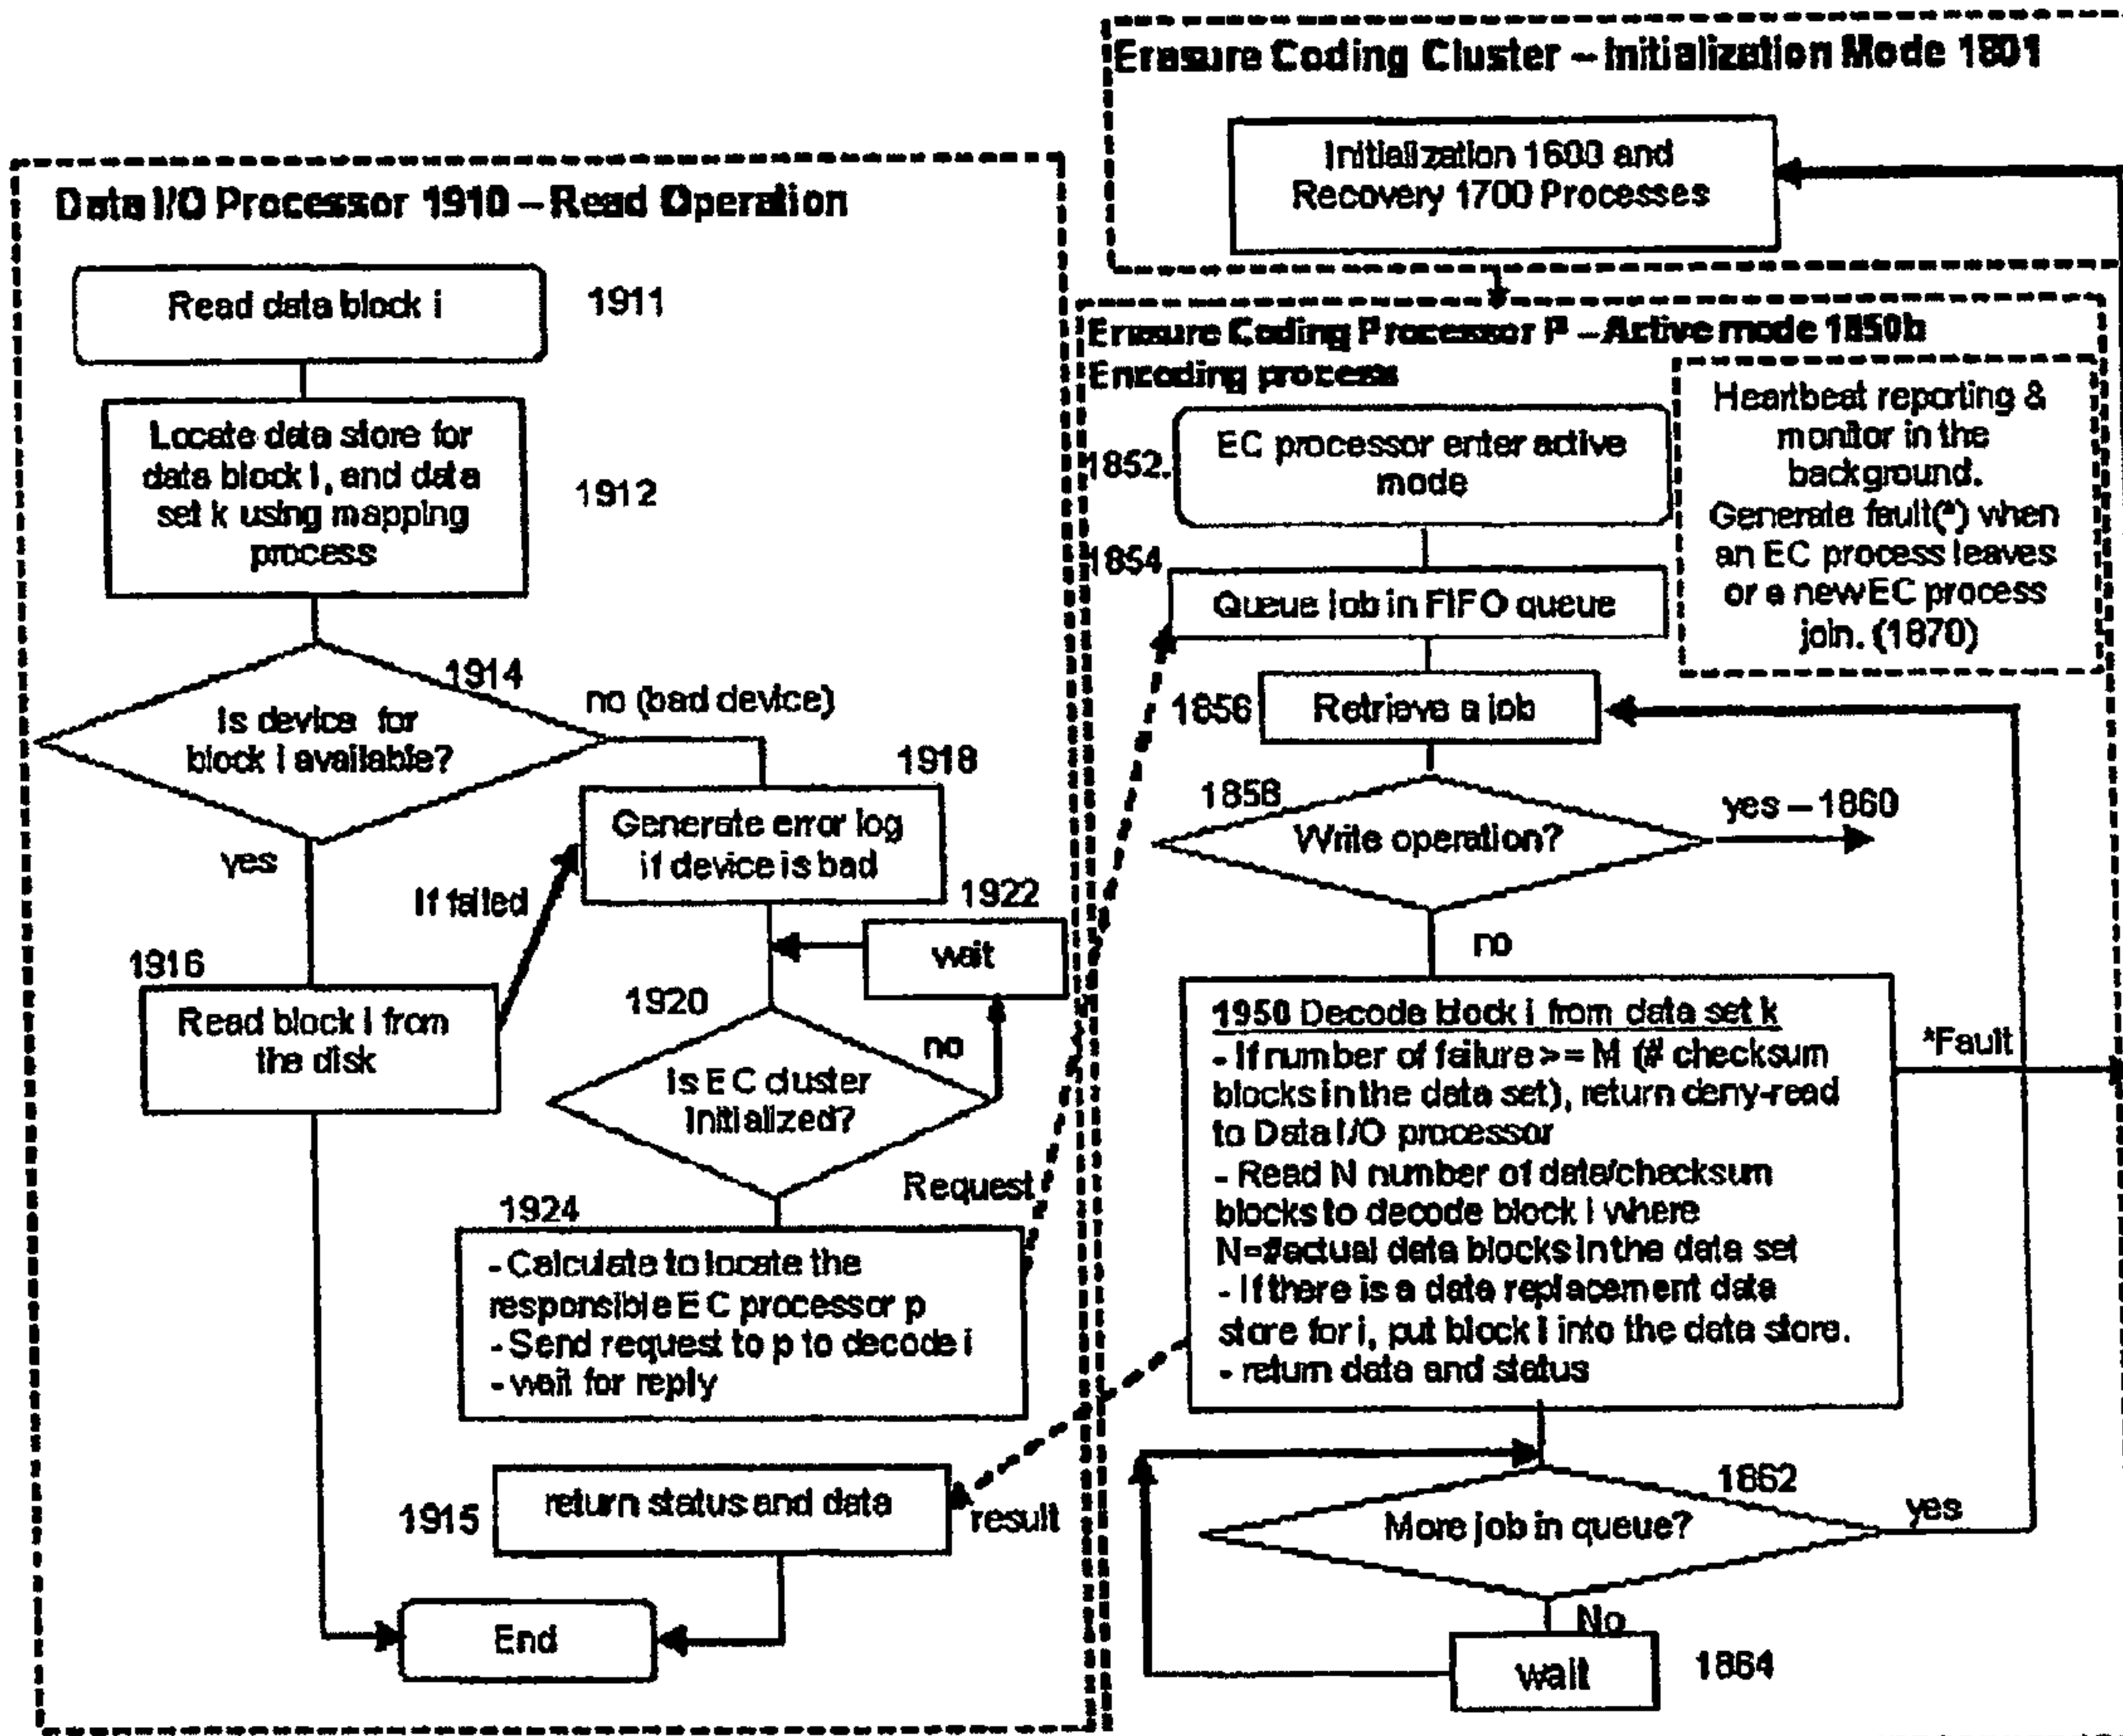 Erasure Coding Cluster – Initialization Mode 1801
Initialization 1600 and
Recovery 1700 Processes
Data I/O Processor 1910 – Read Operation
Read data block i
1911
Locate data store for
data block i, and data
set k using mapping
process
1912
1914
Is device for
block i available?
no (bad device)
yes
1918
Generate error log
if device is bad
If failed
1922
wait
1916
Read block i from
the disk
1920
no
Is EC cluster
Initialized?
Request
1924
- Calculate to locate the
responsible EC processor p
- Send request to p to decode i
- wait for reply
1915
return status and data
result
End
Erasure Coding Processor P – Active mode 1850b
Encoding process
Heartbeat reporting &
monitor in the
background.
Generate fault(*) when
an EC process leaves
or a new EC process
join. (1870)
1852.
EC processor enter active
mode
1854
Queue job in FIFO queue
1856
Retrieve a job
1858
Write operation?
yes – 1860
no
1950 Decode block i from data set k
- If number of failure >= M (# checksum
blocks in the data set), return deny-read
to Data I/O processor
- Read N number of data/checksum
blocks to decode block i where
N=#actual data blocks in the data set
- If there is a data replacement data
store for i, put block i into the data store.
- return data and status
*Fault
1862
More job in queue?
yes
No
wait
1864